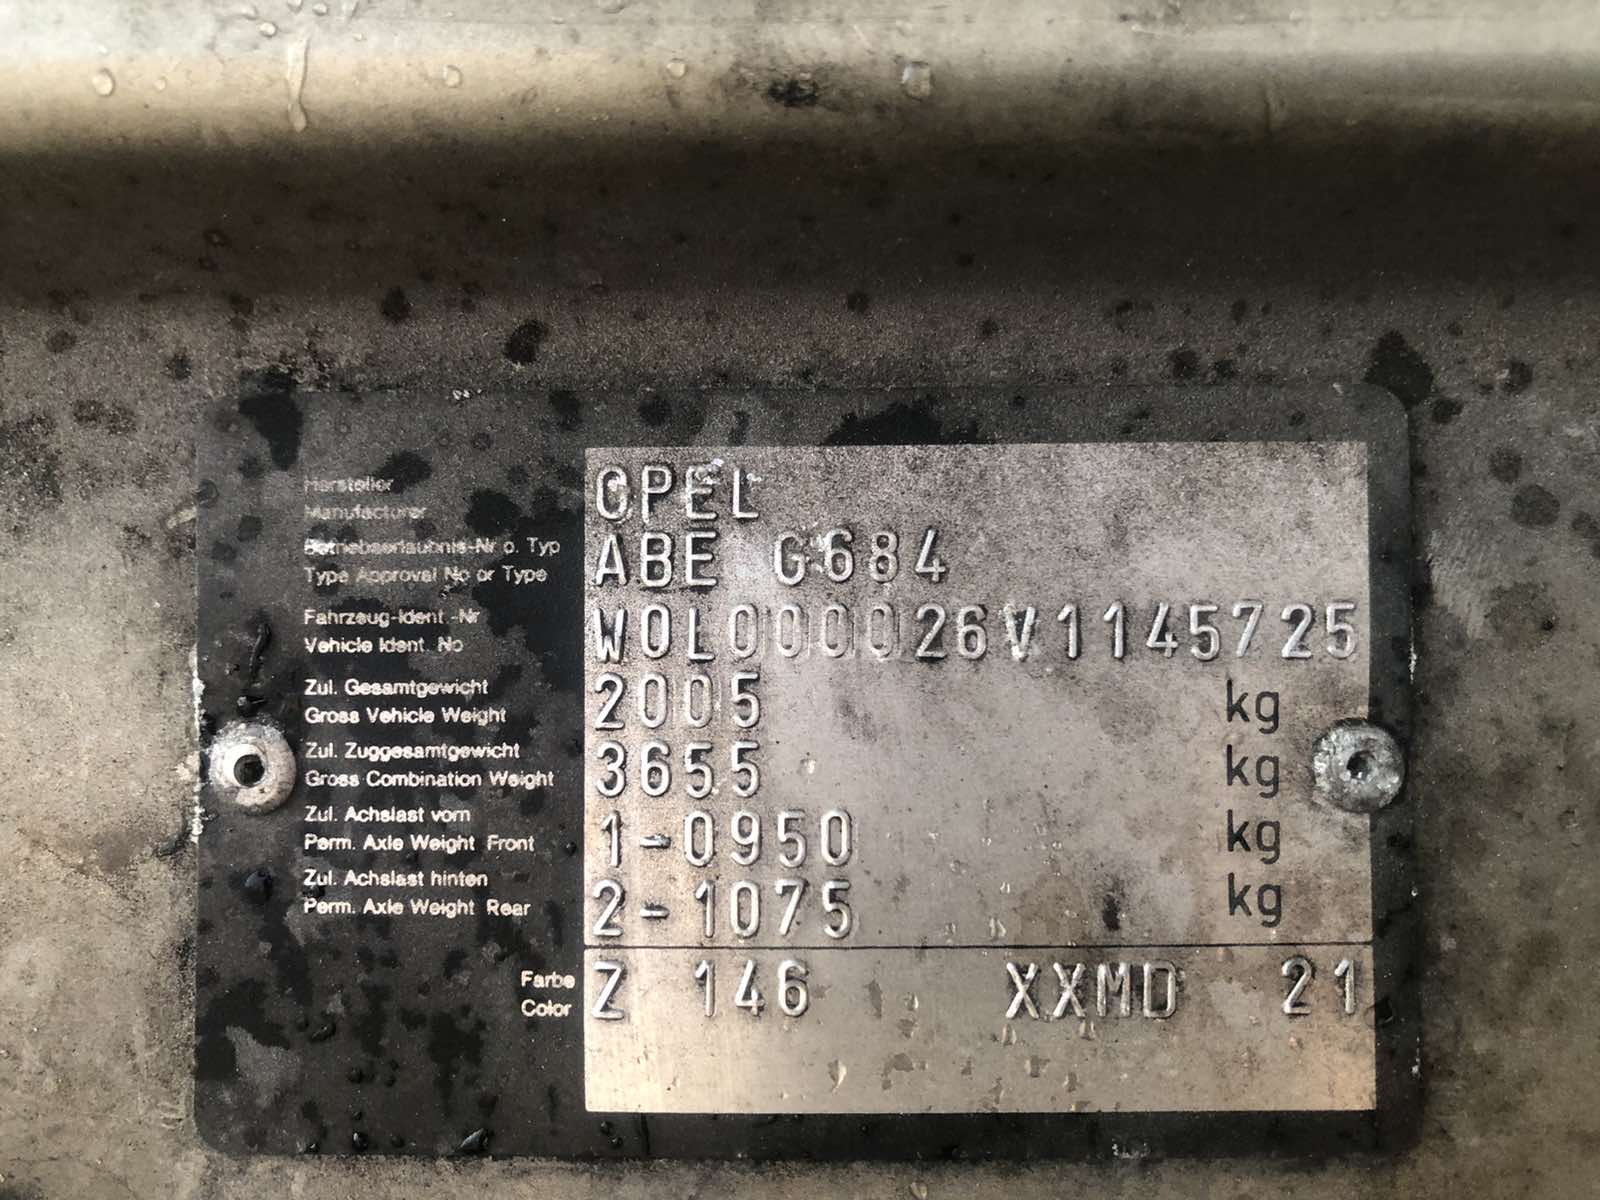 Hersteller
Manufacturer
OPEL
Betriebserlaubnis-Nr o. Typ
Type Approval No or Type
ABE G684
Fahrzeug-Ident.-Nr
Vehicle Ident. No
W0L000026V1145725
Zul. Gesamtgewicht
Gross Vehicle Weight
2005 kg
Zul. Zuggesamtgewicht
Gross Combination Weight
3655 kg
Zul. Achslast vorn
Perm. Axle Weight Front
1-0950 kg
Zul. Achslast hinten
Perm. Axle Weight Rear
2-1075 kg
Farbe
Color
Z 146 XXMD 21